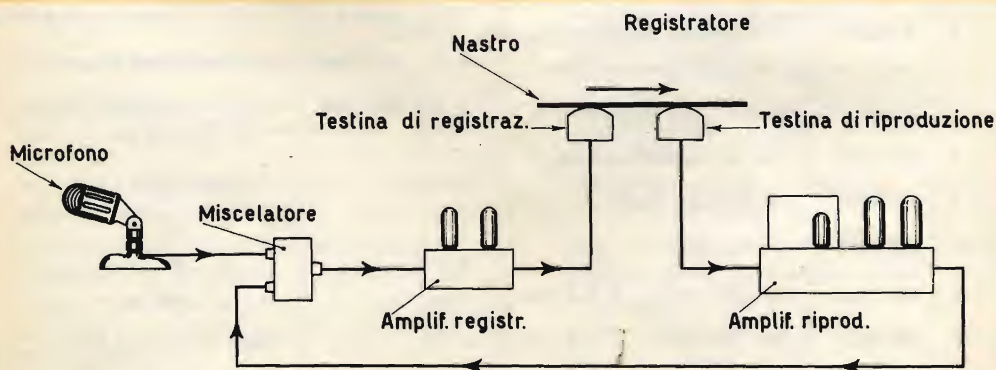 Registratore
Nastro
Testina di registraz.
Testina di riproduzione
Microfono
Miscelatore
Amplif. registr.
Amplif. riprod.